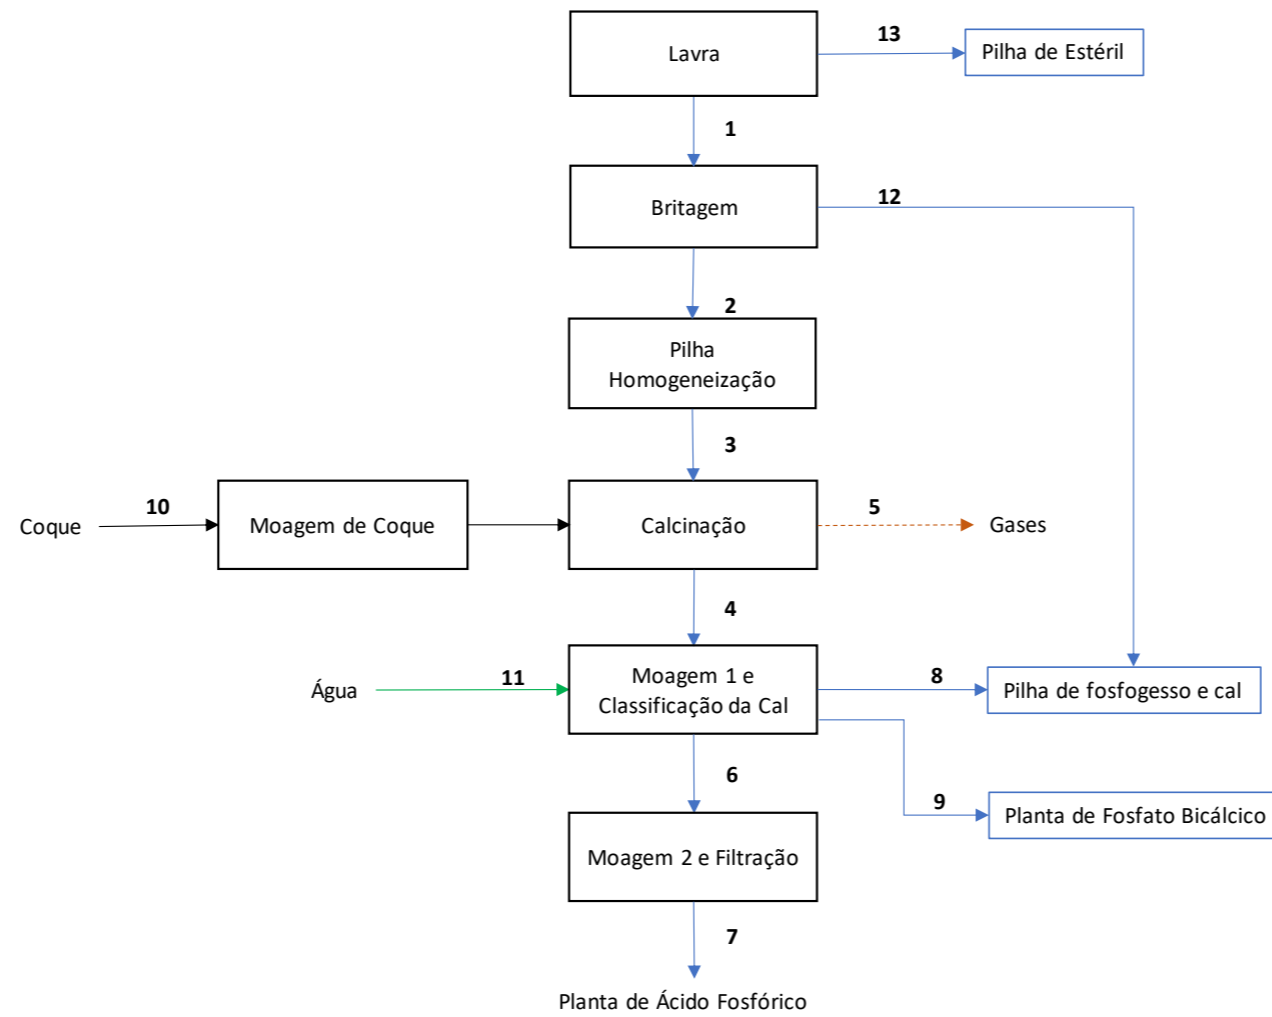 Lavra
13
Pilha de Estéril
1
Britagem
12
2
Pilha
Homogeneização
3
Coque
10
Moagem de Coque
Calcinação
5
Gases
4
Água
11
Moagem 1 e
Classificação da Cal
8
Pilha de fosfogesso e cal
6
9
Planta de Fosfato Bicálcico
Moagem 2 e Filtração
7
Planta de Ácido Fosfórico